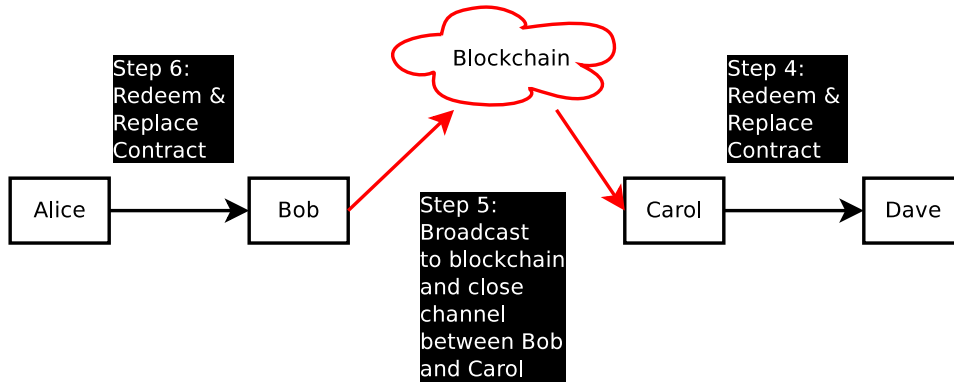 Blockchain
Step 6:
Redeem &
Replace
Contract
Step 4:
Redeem &
Replace
Contract
Alice
Bob
Carol
Dave
Step 5:
Broadcast
to blockchain
and close
channel
between Bob
and Carol